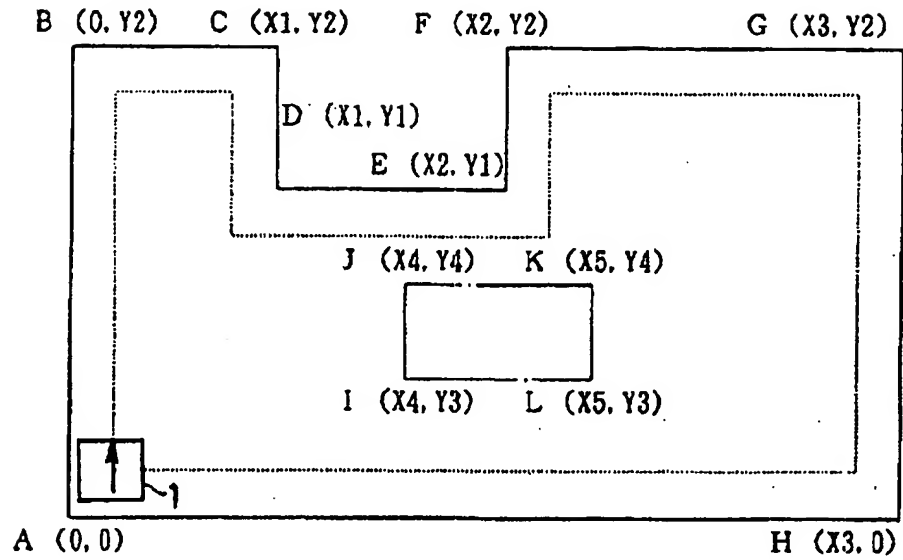 B (0, Y2) C (X1, Y2) F (X2, Y2) G (X3, Y2)
D (X1, Y1)
E (X2, Y1)
J (X4, Y4) K (X5, Y4)
I (X4, Y3) L (X5, Y3)
1
A (0, 0) H (X3, 0)